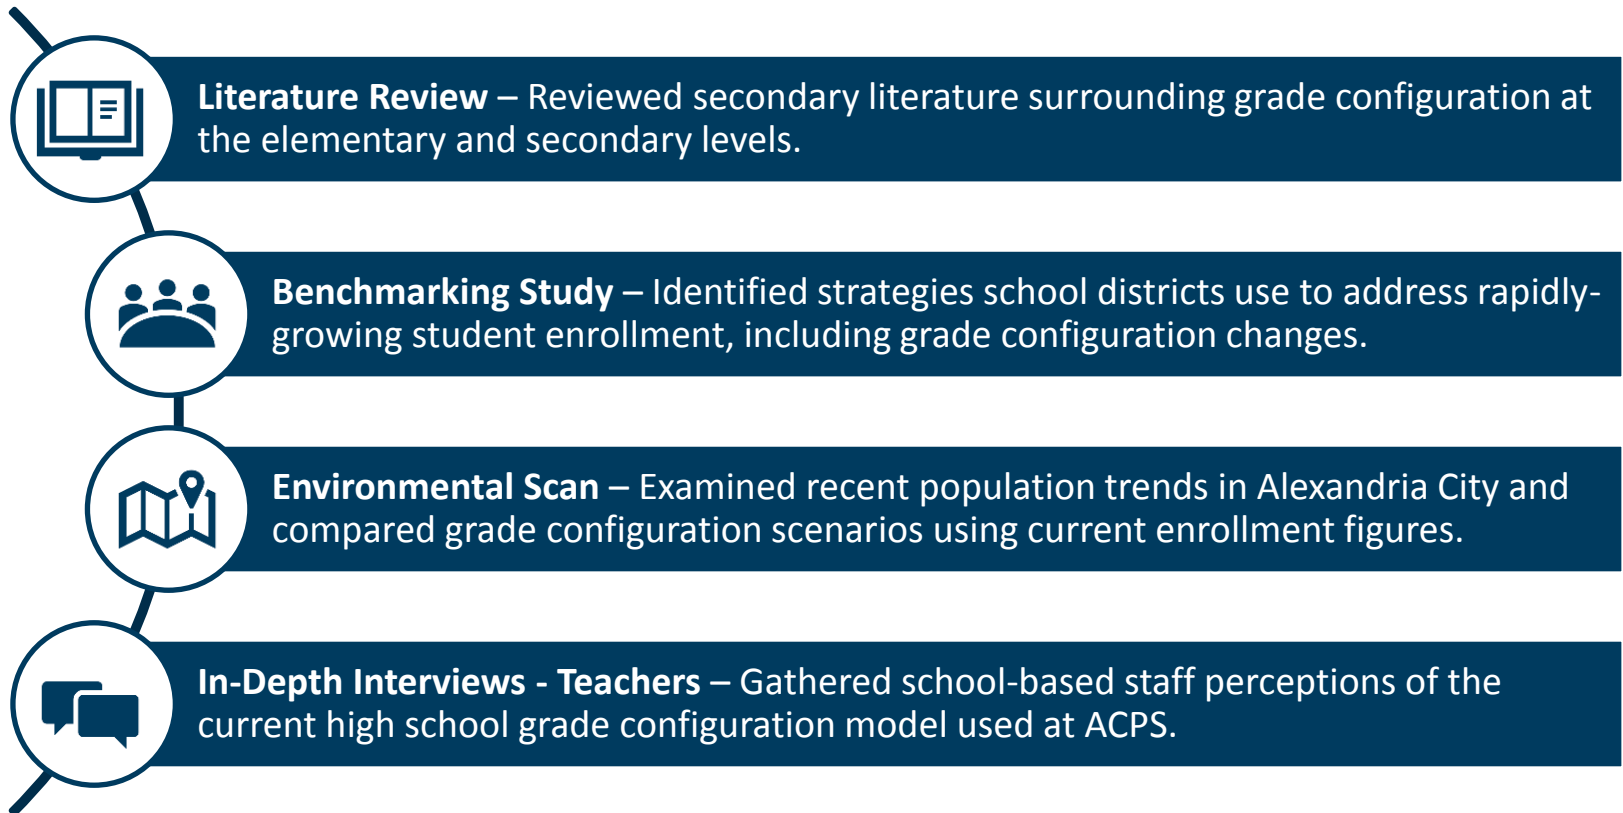 Literature Review – Reviewed secondary literature surrounding grade configuration at
the elementary and secondary levels.
Benchmarking Study – Identified strategies school districts use to address rapidly-
growing student enrollment, including grade configuration changes.
Environmental Scan – Examined recent population trends in Alexandria City and
compared grade configuration scenarios using current enrollment figures.
In-Depth Interviews - Teachers – Gathered school-based staff perceptions of the
current high school grade configuration model used at ACPS.